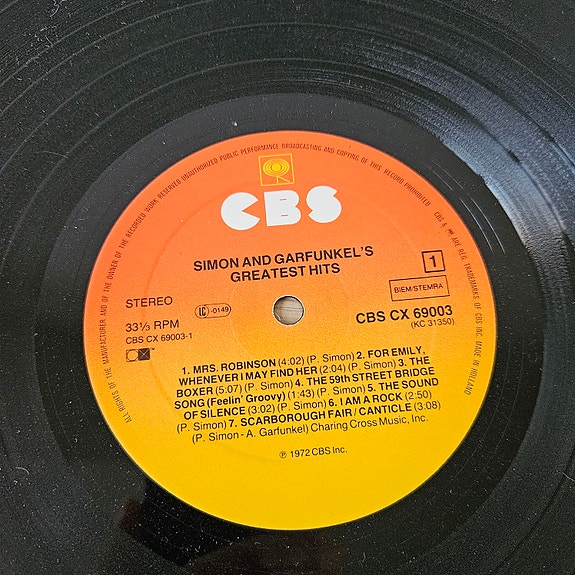 ALL RIGHTS OF THE MANUFACTURER AND OF THE OWNER OF THE RECORDED WORK RESERVED UNAUTHORIZED PUBLIC PERFORMANCE BROADCASTING AND COPYING OF THIS RECORD PROHIBITED
CBS & ARE REG. TRADEMARKS OF CBS INC. MADE IN HOLLAND
CBS
SIMON AND GARFUNKEL'S
GREATEST HITS
1
STEREO
IC -0149
BIEM/STEMRA
33⅓ RPM
CBS CX 69003
CBS CX 69003-1
(KC 31350)
1. MRS. ROBINSON (4:02) (P. Simon) 2. FOR EMILY,
WHENEVER I MAY FIND HER (2:04) (P. Simon) 3. THE
BOXER (5:07) (P. Simon) 4. THE 59th STREET BRIDGE
SONG (Feelin' Groovy) (1:43) (P. Simon) 5. THE SOUND
OF SILENCE (3:02) (P. Simon) 6. I AM A ROCK (2:50)
(P. Simon) 7. SCARBOROUGH FAIR / CANTICLE (3:08)
(P. Simon - A. Garfunkel) Charing Cross Music, Inc.
℗ 1972 CBS Inc.